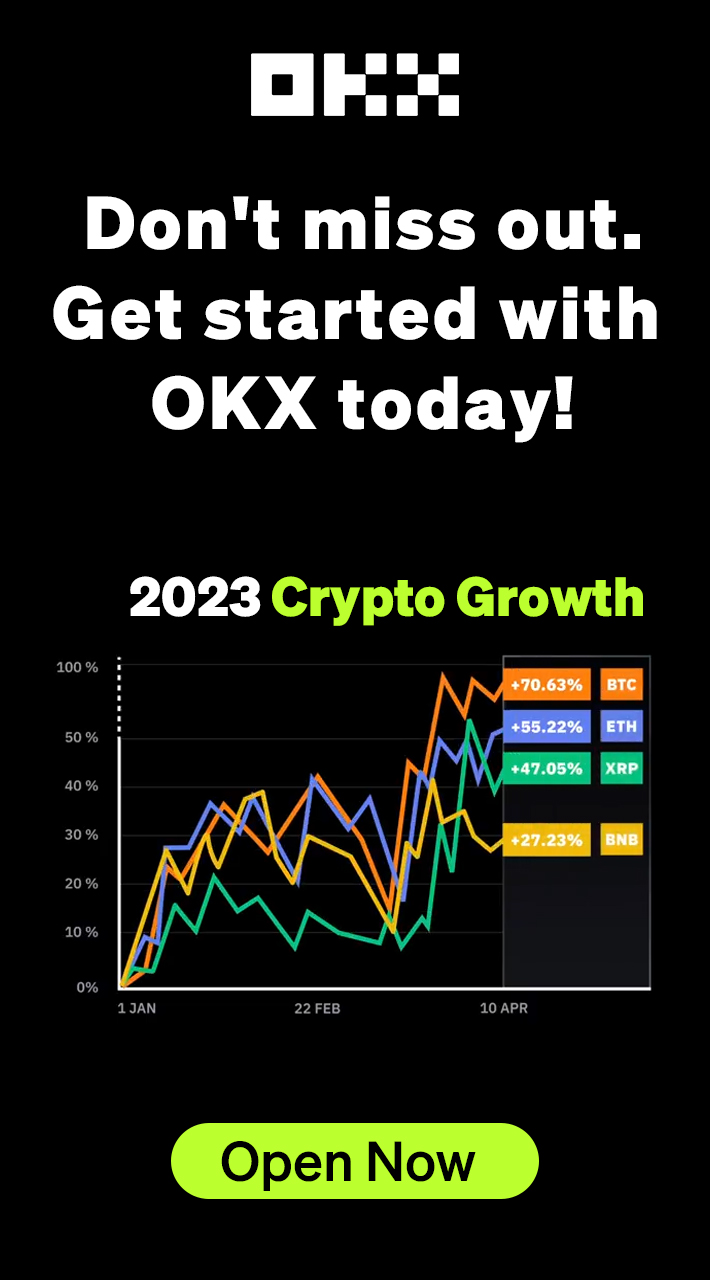 OKX
Don't miss out.
Get started with
OKX today!
2023 Crypto Growth
100 %
50 %
40 %
30 %
20 %
10 %
0%
+70.63% BTC
+55.22% ETH
+47.05% XRP
+27.23% BNB
1 JAN 22 FEB 10 APR
Open Now